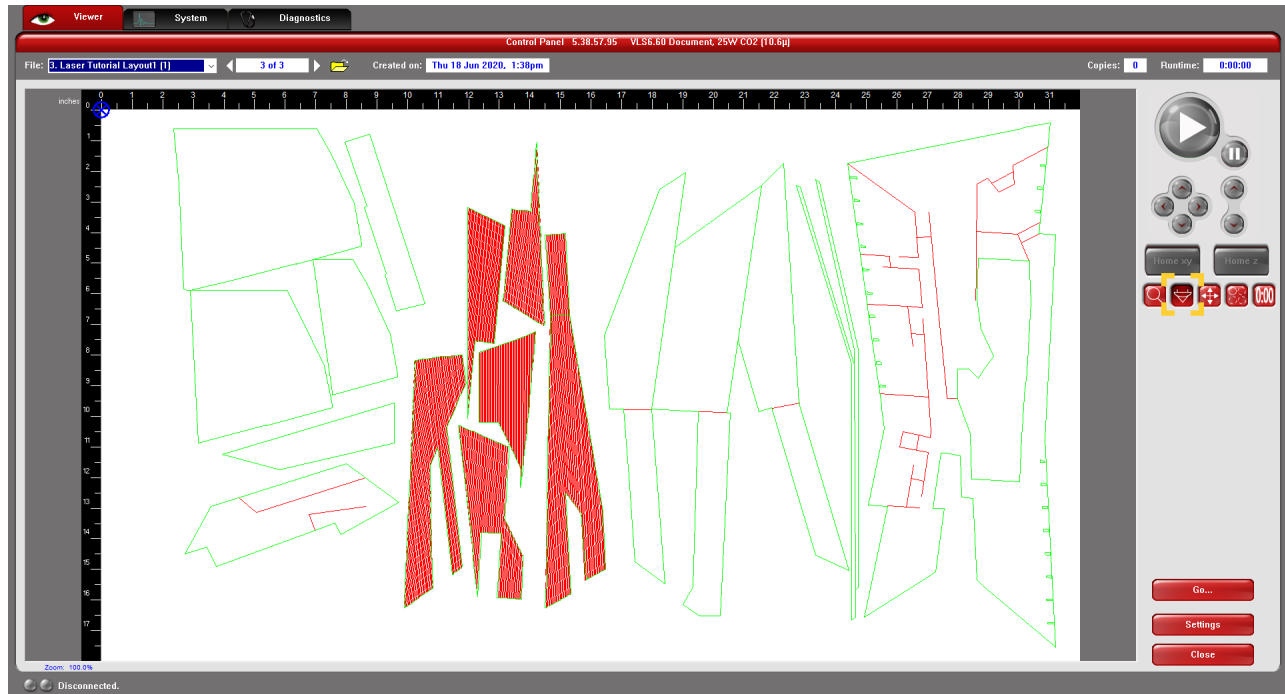 Viewer System Diagnostics
Control Panel 5.38.57.95 VLS6.60 Document, 25W CO2 [10.6µ]
File: 3. Laser Tutorial Layout1 [1] 3 of 3 Created on: Thu 18 Jun 2020, 1:38pm Copies: 0 Runtime: 0:00:00
inches 0 1 2 3 4 5 6 7 8 9 10 11 12 13 14 15 16 17 18 19 20 21 22 23 24 25 26 27 28 29 30 31
0
1
2
3
4
5
6
7
8
9
10
11
12
13
14
15
16
17
Home xy Home z
0:00
Go...
Settings
Close
Zoom: 100.0%
Disconnected.